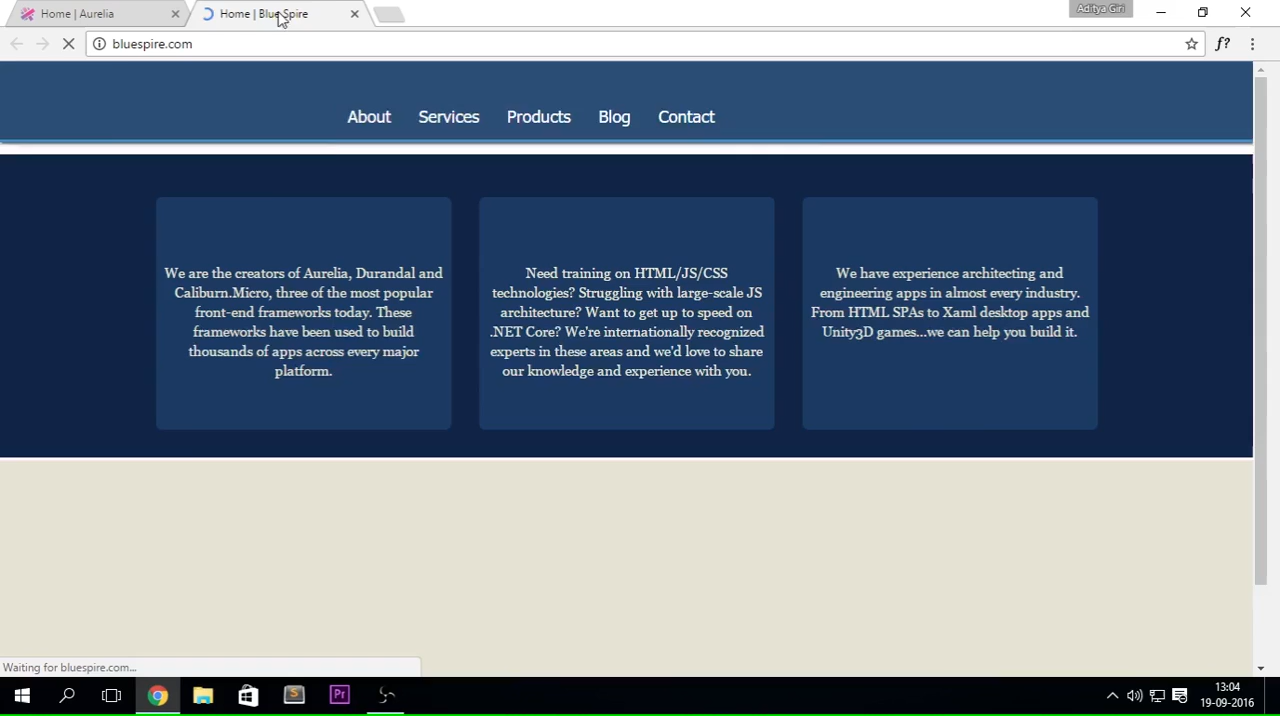 Home | Aurelia
Home | Blue Spire
Aditya Giri
bluespire.com
f?
About Services Products Blog Contact
We are the creators of Aurelia, Durandal and
Caliburn.Micro, three of the most popular
front-end frameworks today. These
frameworks have been used to build
thousands of apps across every major
platform.
Need training on HTML/JS/CSS
technologies? Struggling with large-scale JS
architecture? Want to get up to speed on
.NET Core? We're internationally recognized
experts in these areas and we'd love to share
our knowledge and experience with you.
We have experience architecting and
engineering apps in almost every industry.
From HTML SPAs to Xaml desktop apps and
Unity3D games...we can help you build it.
Waiting for bluespire.com...
S
Pr
13:04
19-09-2016